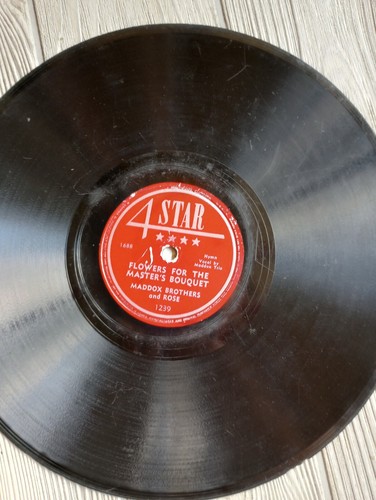 4 STAR
1688
Hymn
Vocal by
Maddox Trio
FLOWERS FOR THE
MASTER'S BOUQUET
MADDOX BROTHERS
and ROSE
1239